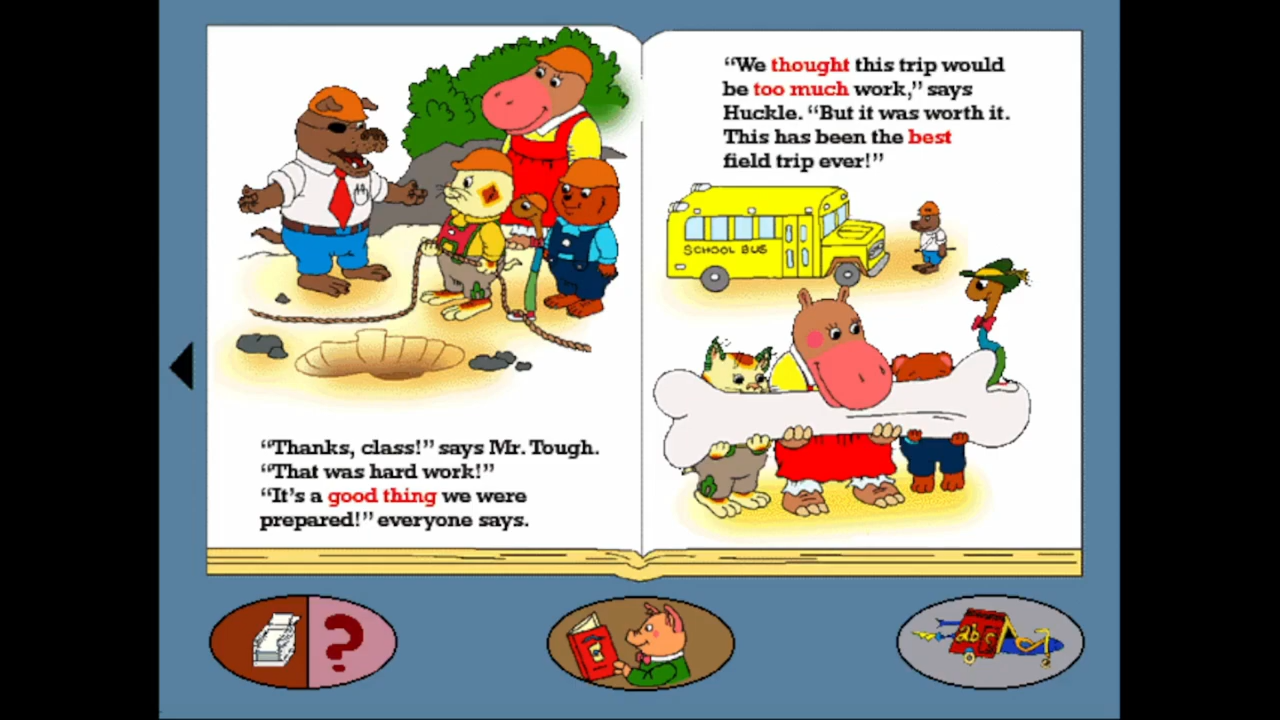 “Thanks, class!” says Mr. Tough.
“That was hard work!”
“It’s a good thing we were
prepared!” everyone says.
“We thought this trip would
be too much work,” says
Huckle. “But it was worth it.
This has been the best
field trip ever!”
SCHOOL BUS
?
abc